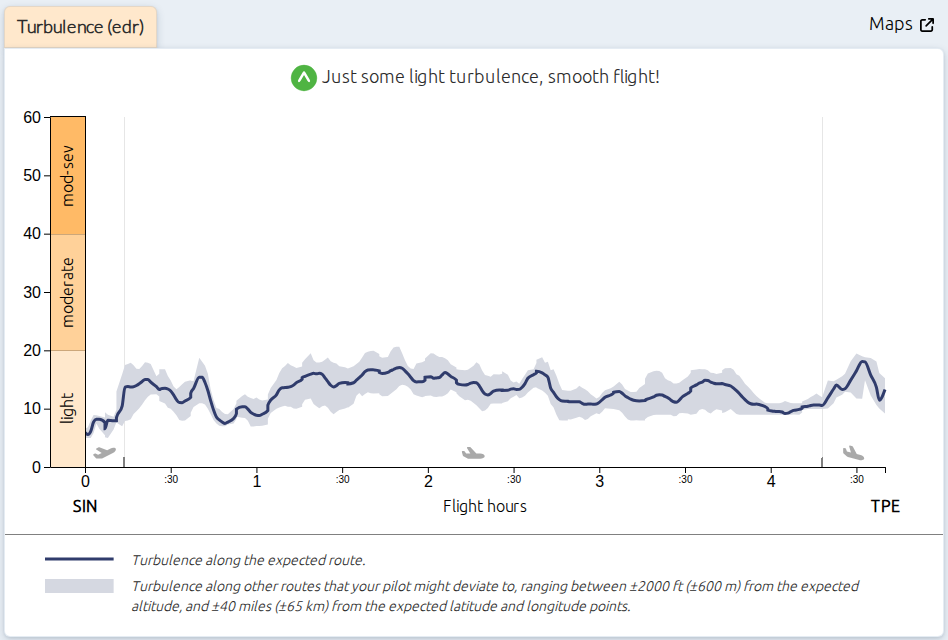 Turbulence (edr)
Maps
Just some light turbulence, smooth flight!
60
50
40
30
20
10
0
mod-sev
moderate
light
0 :30 1 :30 2 :30 3 :30 4 :30
SIN Flight hours TPE
Turbulence along the expected route.
Turbulence along other routes that your pilot might deviate to, ranging between ±2000 ft (±600 m) from the expected
altitude, and ±40 miles (±65 km) from the expected latitude and longitude points.